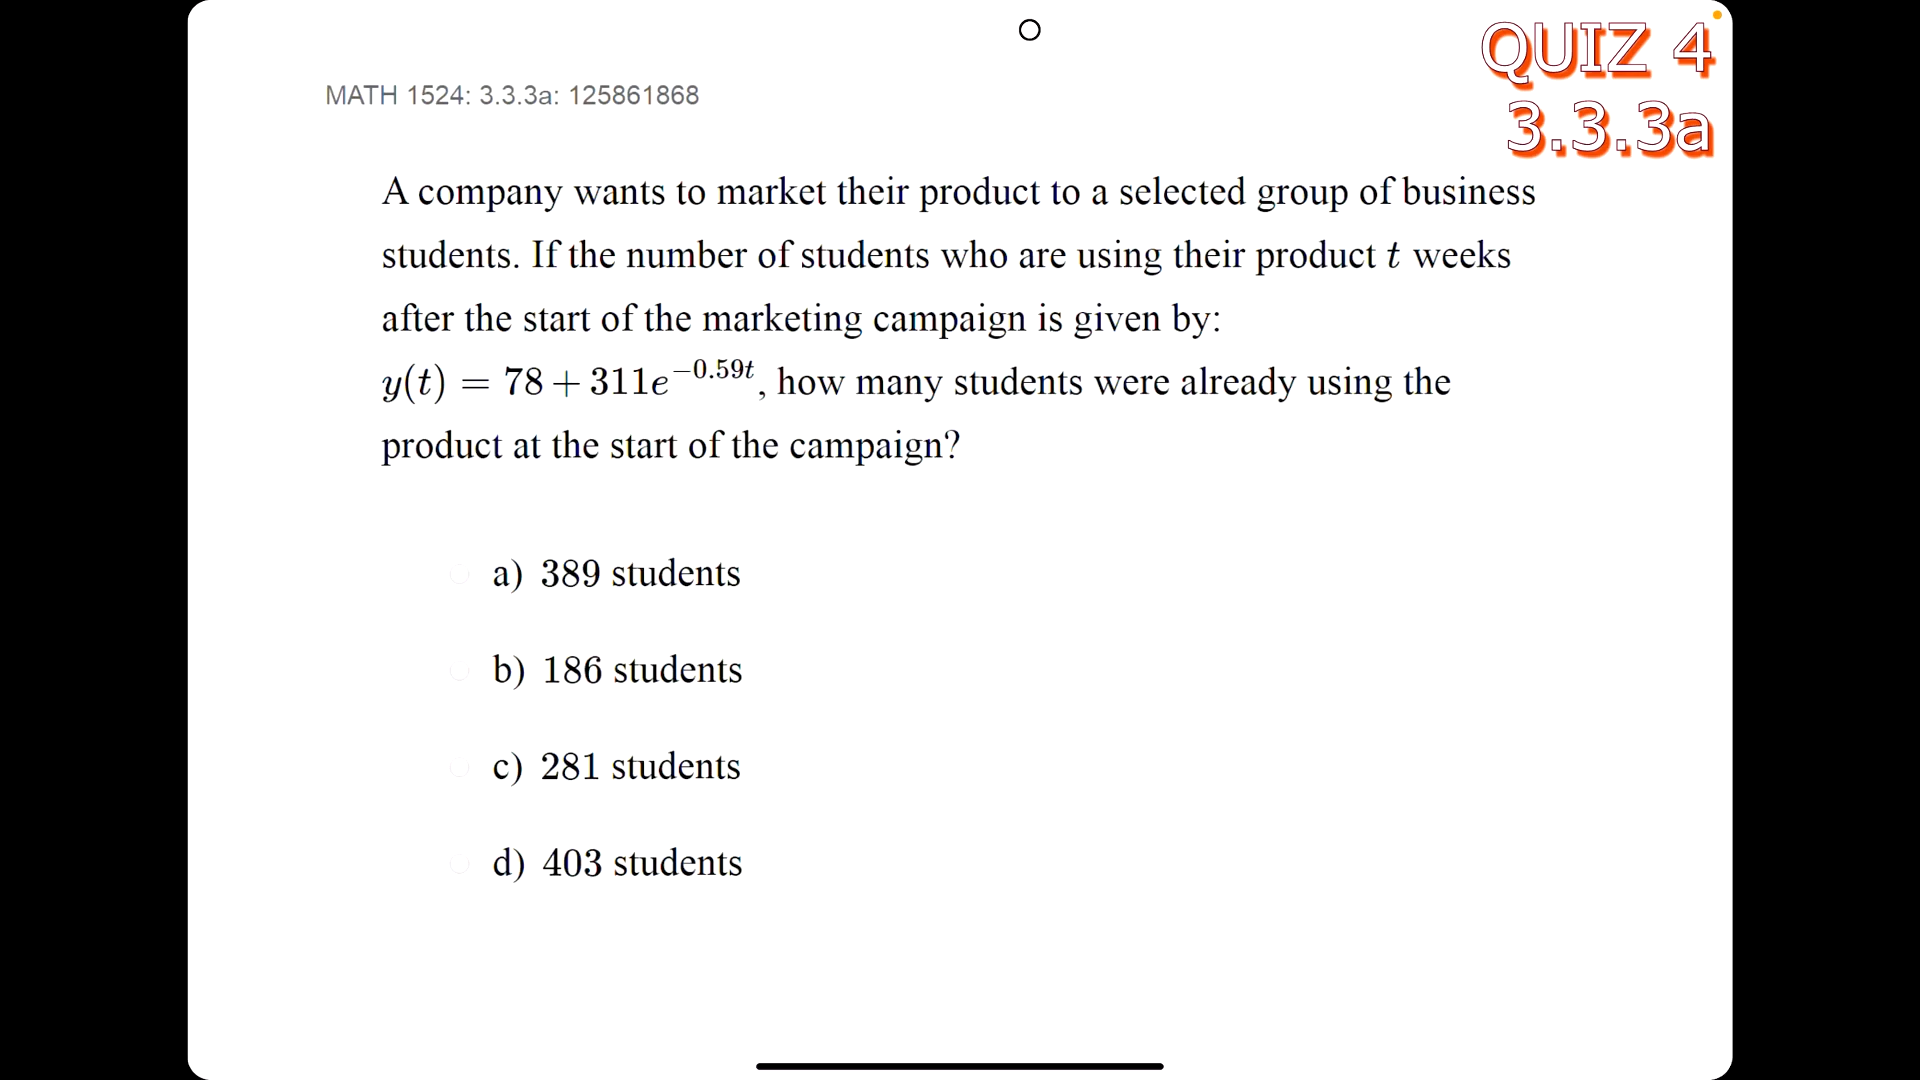 QUIZ 4
3.3.3a
MATH 1524: 3.3.3a: 125861868
A company wants to market their product to a selected group of business
students. If the number of students who are using their product t weeks
after the start of the marketing campaign is given by:
y(t) = 78 + 311e^{-0.59t}, how many students were already using the
product at the start of the campaign?
a) 389 students
b) 186 students
c) 281 students
d) 403 students